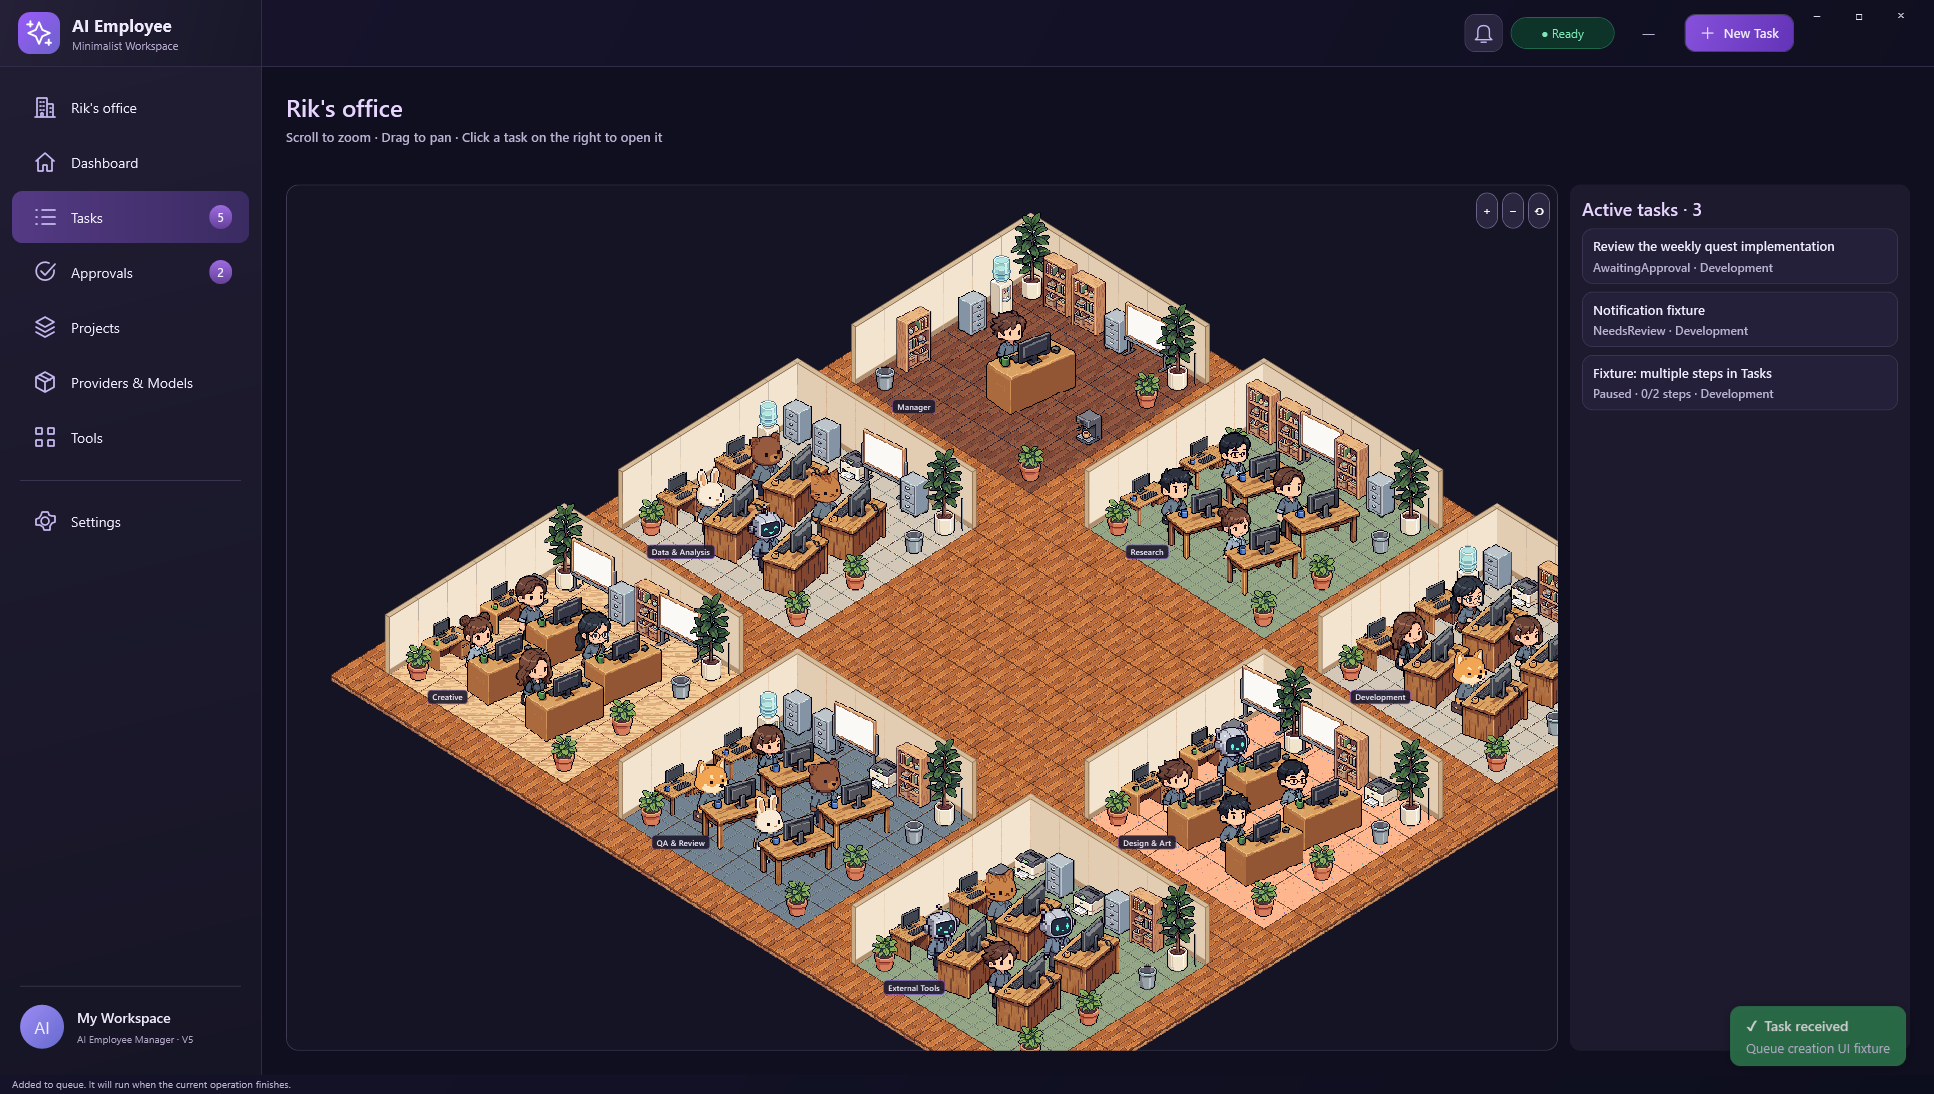 AI Employee
Minimalist Workspace
Rik's office
Dashboard
Tasks 5
Approvals 2
Projects
Providers & Models
Tools
Settings
My Workspace
AI
AI Employee Manager · V5
Added to queue. It will run when the current operation finishes.
● Ready
—
+ New Task
Rik's office
Scroll to zoom · Drag to pan · Click a task on the right to open it
Manager
Data & Analysis
Research
Creative
Development
QA & Review
Design & Art
External Tools
Active tasks · 3
Review the weekly quest implementation
AwaitingApproval · Development
Notification fixture
NeedsReview · Development
Fixture: multiple steps in Tasks
Paused · 0/2 steps · Development
✓ Task received
Queue creation UI fixture